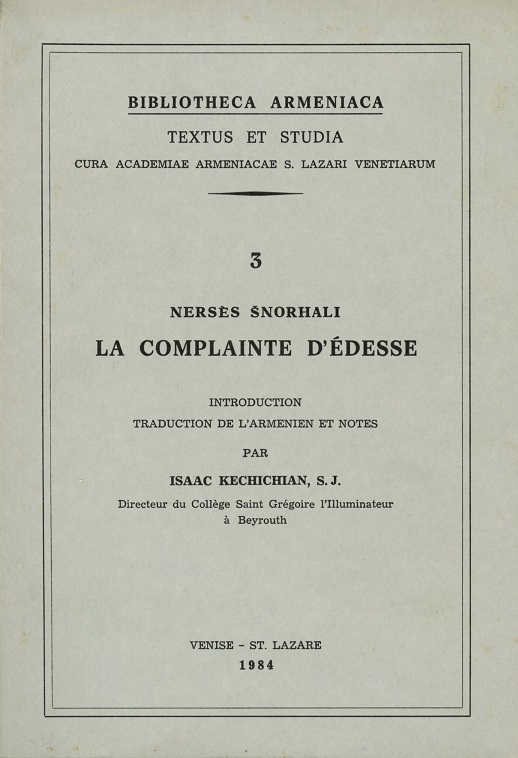 BIBLIOTHECA ARMENIACA
TEXTUS ET STUDIA
CURA ACADEMIAE ARMENIACAE S. LAZARI VENETIARUM
3
NERSÈS ŠNORHALI
LA COMPLAINTE D'ÉDESSE
INTRODUCTION
TRADUCTION DE L'ARMENIEN ET NOTES
PAR
ISAAC KECHICHIAN, S. J.
Directeur du Collège Saint Grégoire l'Illuminateur
à Beyrouth
VENISE – ST. LAZARE
1984